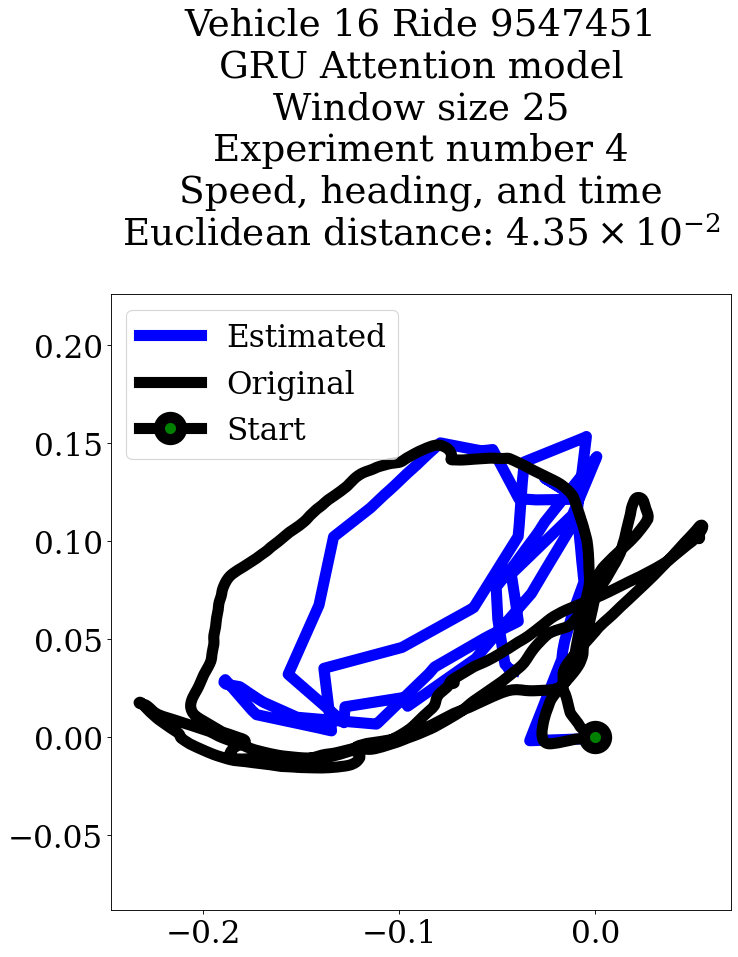 Vehicle 16 Ride 9547451
GRU Attention model
Window size 25
Experiment number 4
Speed, heading, and time
Euclidean distance: 4.35 × 10⁻²
Estimated
Original
Start
0.20
0.15
0.10
0.05
0.00
−0.05
−0.2
−0.1
0.0